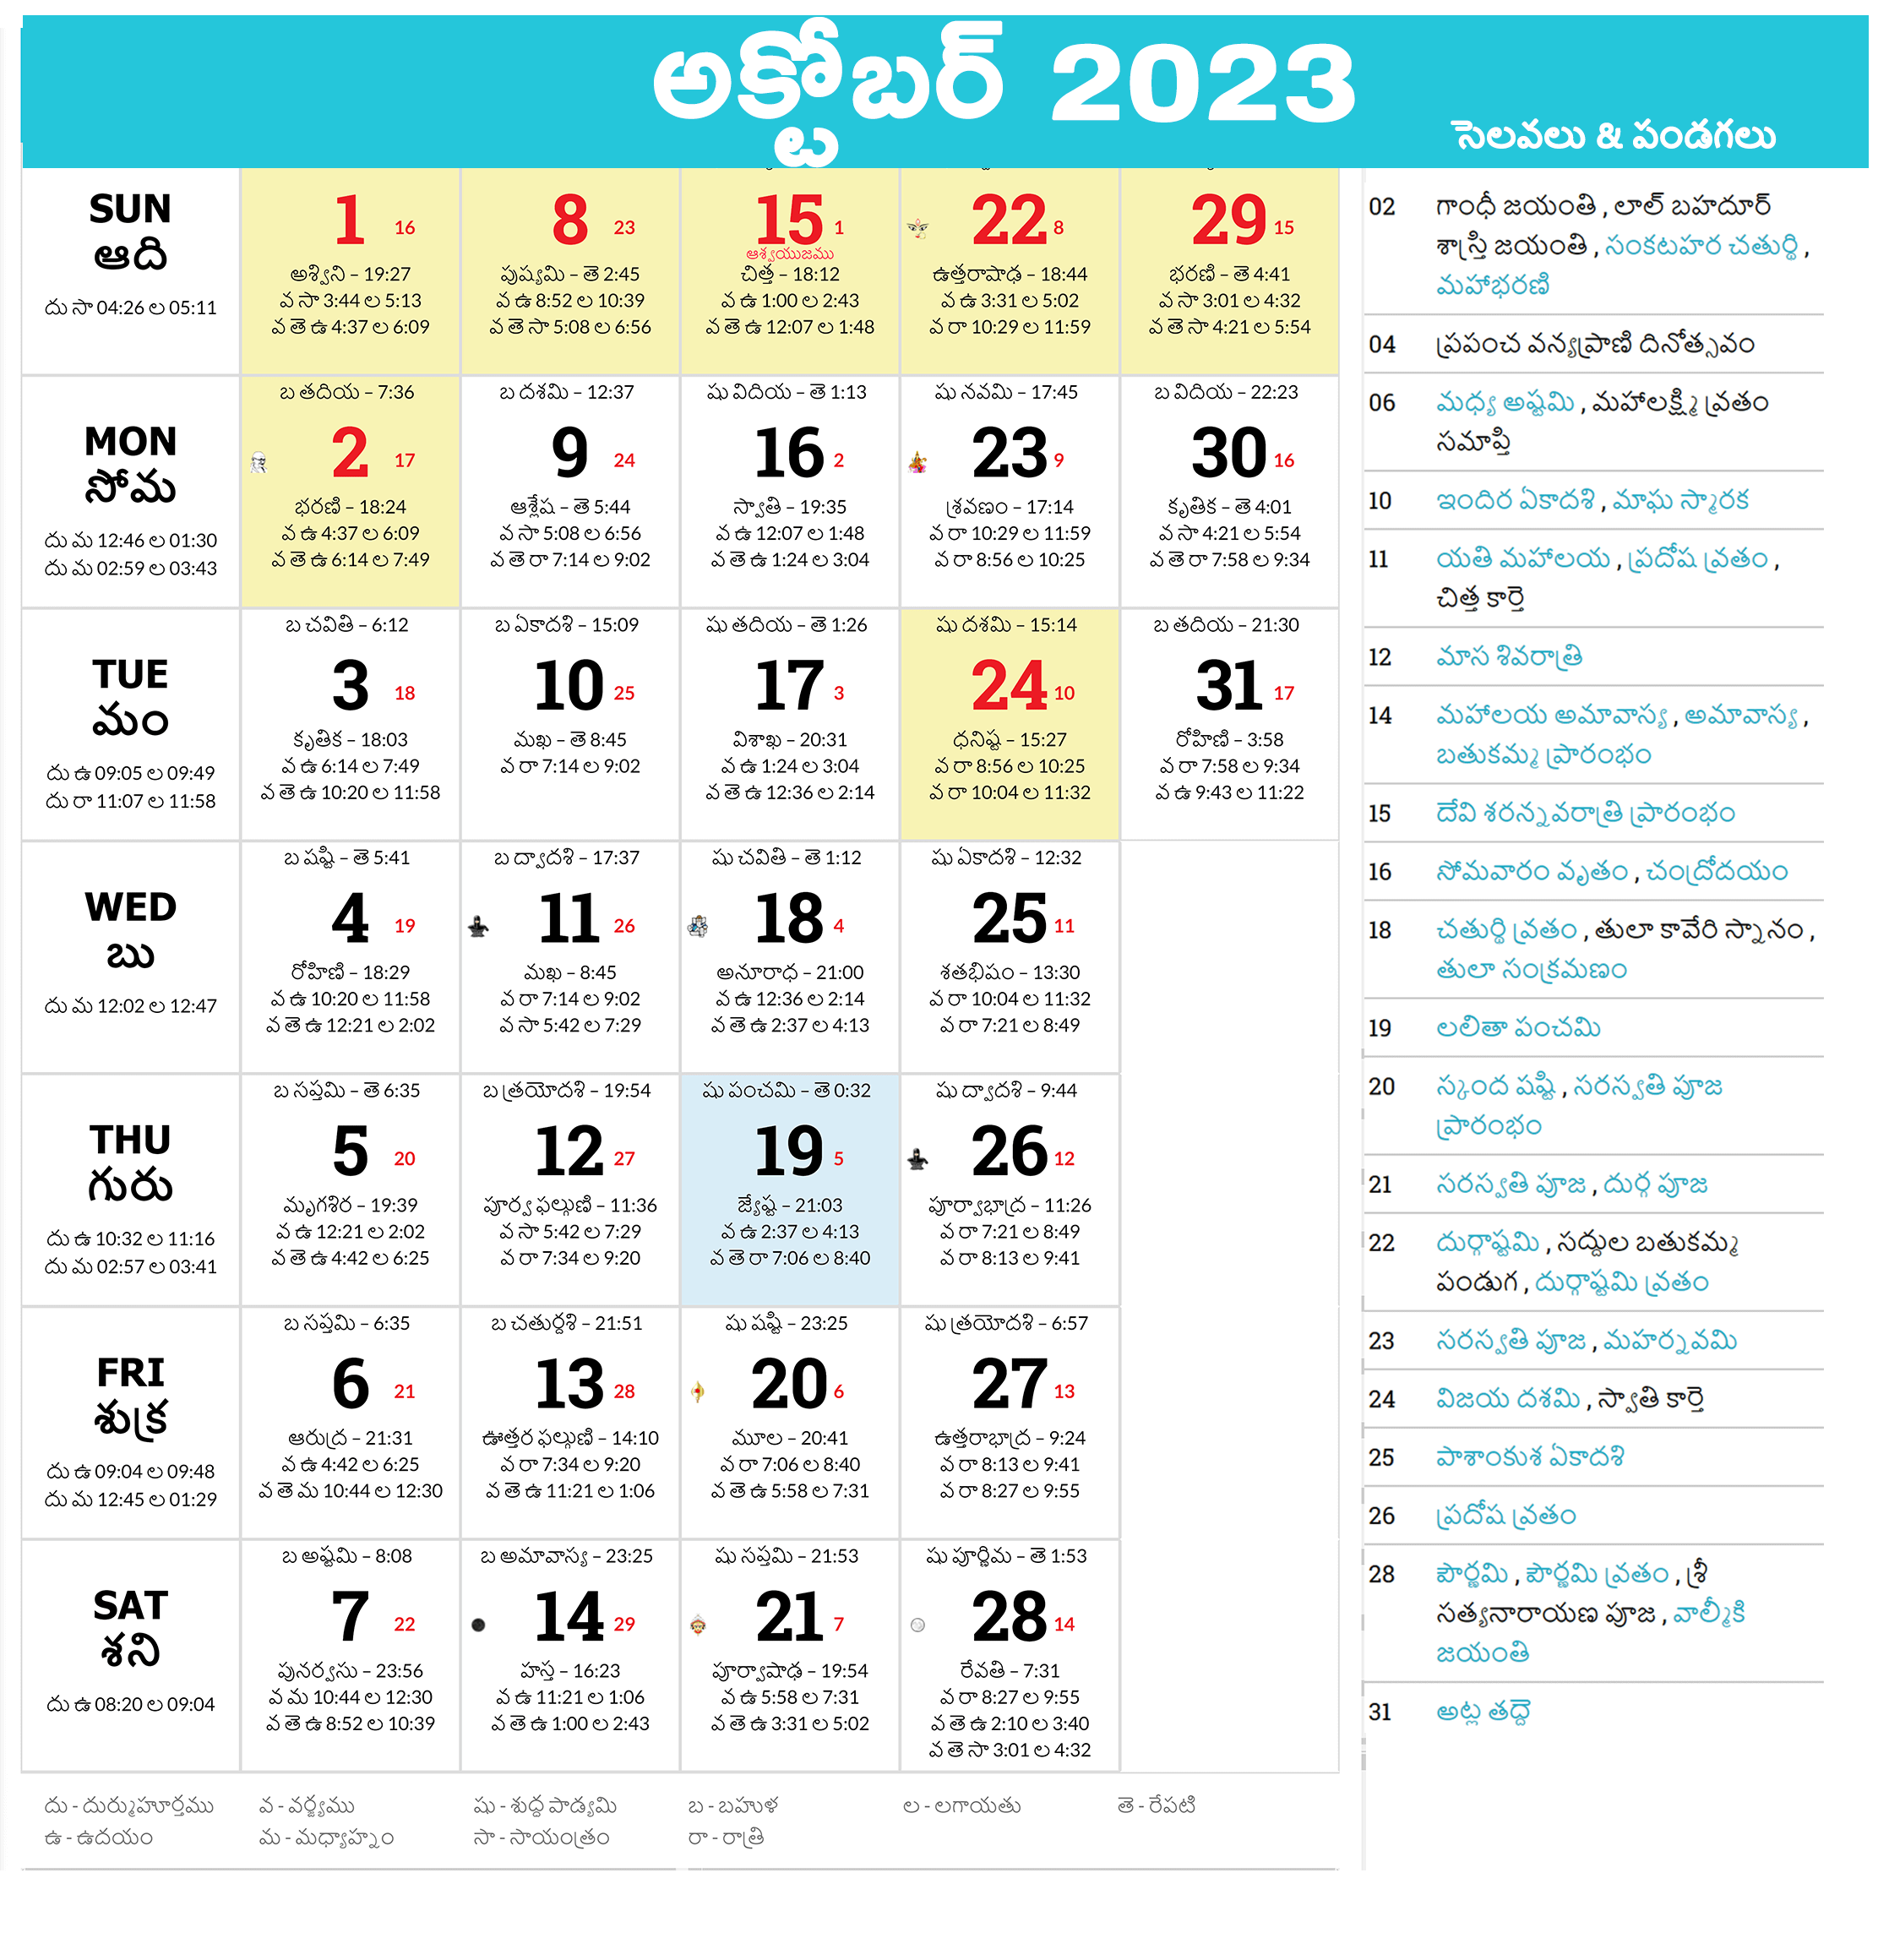 అక్టోబర్ 2023
సెలవలు & పండగలు
SUN
ఆది
దు సా 04:26 ల 05:11
1 16
అశ్విని - 19:27
వ సా 3:44 ల 5:13
వ తె ఉ 4:37 ల 6:09
8 23
పుష్యమి - తె 2:45
వ ఉ 8:52 ల 10:39
వ తె సా 5:08 ల 6:56
15 1
ఆశ్వయుజము
చిత్త - 18:12
వ ఉ 1:00 ల 2:43
వ తె ఉ 12:07 ల 1:48
22 8
ఉత్తరాషాఢ - 18:44
వ ఉ 3:31 ల 5:02
వ రా 10:29 ల 11:59
29 15
భరణి - తె 4:41
వ సా 3:01 ల 4:32
వ తె సా 4:21 ల 5:54
MON
సోమ
దు మ 12:46 ల 01:30
దు మ 02:59 ల 03:43
బ తదియ - 7:36
2 17
భరణి - 18:24
వ ఉ 4:37 ల 6:09
వ తె ఉ 6:14 ల 7:49
బ దశమి - 12:37
9 24
ఆశ్లేష - తె 5:44
వ సా 5:08 ల 6:56
వ తె రా 7:14 ల 9:02
షు విదియ - తె 1:13
16 2
స్వాతి - 19:35
వ ఉ 12:07 ల 1:48
వ తె ఉ 1:24 ల 3:04
షు నవమి - 17:45
23 9
శ్రవణం - 17:14
వ రా 10:29 ల 11:59
వ రా 8:56 ల 10:25
బ విదియ - 22:23
30 16
కృతిక - తె 4:01
వ సా 4:21 ల 5:54
వ తె రా 7:58 ల 9:34
TUE
మం
దు ఉ 09:05 ల 09:49
దు రా 11:07 ల 11:58
బ చవితి - 6:12
3 18
కృతిక - 18:03
వ ఉ 6:14 ల 7:49
వ తె ఉ 10:20 ల 11:58
బ ఏకాదశి - 15:09
10 25
మఖ - తె 8:45
వ రా 7:14 ల 9:02
షు తదియ - తె 1:26
17 3
విశాఖ - 20:31
వ ఉ 1:24 ల 3:04
వ తె ఉ 12:36 ల 2:14
షు దశమి - 15:14
24 10
ధనిష్ట - 15:27
వ రా 8:56 ల 10:25
వ రా 10:04 ల 11:32
బ తదియ - 21:30
31 17
రోహిణి - 3:58
వ రా 7:58 ల 9:34
వ ఉ 9:43 ల 11:22
WED
బు
దు మ 12:02 ల 12:47
బ షష్టి - తె 5:41
4 19
రోహిణి - 18:29
వ ఉ 10:20 ల 11:58
వ తె ఉ 12:21 ల 2:02
బ ద్వాదశి - 17:37
11 26
మఖ - 8:45
వ రా 7:14 ల 9:02
వ సా 5:42 ల 7:29
షు చవితి - తె 1:12
18 4
అనూరాధ - 21:00
వ ఉ 12:36 ల 2:14
వ తె ఉ 2:37 ల 4:13
షు ఏకాదశి - 12:32
25 11
శతభిషం - 13:30
వ రా 10:04 ల 11:32
వ రా 7:21 ల 8:49
THU
గురు
దు ఉ 10:32 ల 11:16
దు మ 02:57 ల 03:41
బ సప్తమి - తె 6:35
5 20
మృగశిర - 19:39
వ ఉ 12:21 ల 2:02
వ తె ఉ 4:42 ల 6:25
బ త్రయోదశి - 19:54
12 27
పూర్వ ఫల్గుణి - 11:36
వ సా 5:42 ల 7:29
వ రా 7:34 ల 9:20
షు పంచమి - తె 0:32
19 5
జ్యేష్ట - 21:03
వ ఉ 2:37 ల 4:13
వ తె రా 7:06 ల 8:40
షు ద్వాదశి - 9:44
26 12
పూర్వాభాద్ర - 11:26
వ రా 7:21 ల 8:49
వ రా 8:13 ల 9:41
FRI
శుక్ర
దు ఉ 09:04 ల 09:48
దు మ 12:45 ల 01:29
బ సప్తమి - 6:35
6 21
ఆరుద్ర - 21:31
వ ఉ 4:42 ల 6:25
వ తె మ 10:44 ల 12:30
బ చతుర్దశి - 21:51
13 28
ఊత్తర ఫల్గుణి - 14:10
వ రా 7:34 ల 9:20
వ తె ఉ 11:21 ల 1:06
షు షష్టి - 23:25
20 6
మూల - 20:41
వ రా 7:06 ల 8:40
వ తె ఉ 5:58 ల 7:31
షు త్రయోదశి - 6:57
27 13
ఉత్తరాభాద్ర - 9:24
వ రా 8:13 ల 9:41
వ రా 8:27 ల 9:55
SAT
శని
దు ఉ 08:20 ల 09:04
బ అష్టమి - 8:08
7 22
పునర్వసు - 23:56
వ మ 10:44 ల 12:30
వ తె ఉ 8:52 ల 10:39
బ అమావాస్య - 23:25
14 29
హస్త - 16:23
వ ఉ 11:21 ల 1:06
వ తె ఉ 1:00 ల 2:43
షు సప్తమి - 21:53
21 7
పూర్వాషాఢ - 19:54
వ ఉ 5:58 ల 7:31
వ తె ఉ 3:31 ల 5:02
షు పూర్ణిమ - తె 1:53
28 14
రేవతి - 7:31
వ రా 8:27 ల 9:55
వ తె ఉ 2:10 ల 3:40
వ తె సా 3:01 ల 4:32
దు - దుర్ముహూర్తము వ - వర్జ్యము షు - శుద్ద పాడ్యమి బ - బహుళ ల - లగాయతు తె - రేపటి
ఉ - ఉదయం మ - మధ్యాహ్నం సా - సాయంత్రం రా - రాత్రి
02 గాంధీ జయంతి , లాల్ బహదూర్
శాస్త్రి జయంతి , సంకటహర చతుర్థి ,
మహాభరణి
04 ప్రపంచ వన్యప్రాణి దినోత్సవం
06 మధ్య అష్టమి , మహాలక్ష్మి వ్రతం
సమాప్తి
10 ఇందిర ఏకాదశి , మాఘ స్మారక
11 యతి మహాలయ , ప్రదోష వ్రతం ,
చిత్త కార్తె
12 మాస శివరాత్రి
14 మహాలయ అమావాస్య , అమావాస్య ,
బతుకమ్మ ప్రారంభం
15 దేవి శరన్నవరాత్రి ప్రారంభం
16 సోమవారం వృతం , చంద్రోదయం
18 చతుర్థి వ్రతం , తులా కావేరి స్నానం ,
తులా సంక్రమణం
19 లలితా పంచమి
20 స్కంద షష్టి , సరస్వతి పూజ
ప్రారంభం
21 సరస్వతి పూజ , దుర్గ పూజ
22 దుర్గాష్టమి , సద్దుల బతుకమ్మ
పండుగ , దుర్గాష్టమి వ్రతం
23 సరస్వతి పూజ , మహర్నవమి
24 విజయ దశమి , స్వాతి కార్తె
25 పాశాంకుశ ఏకాదశి
26 ప్రదోష వ్రతం
28 పౌర్ణమి , పౌర్ణమి వ్రతం , శ్రీ
సత్యనారాయణ పూజ , వాల్మీకి
జయంతి
31 అట్ల తద్దె